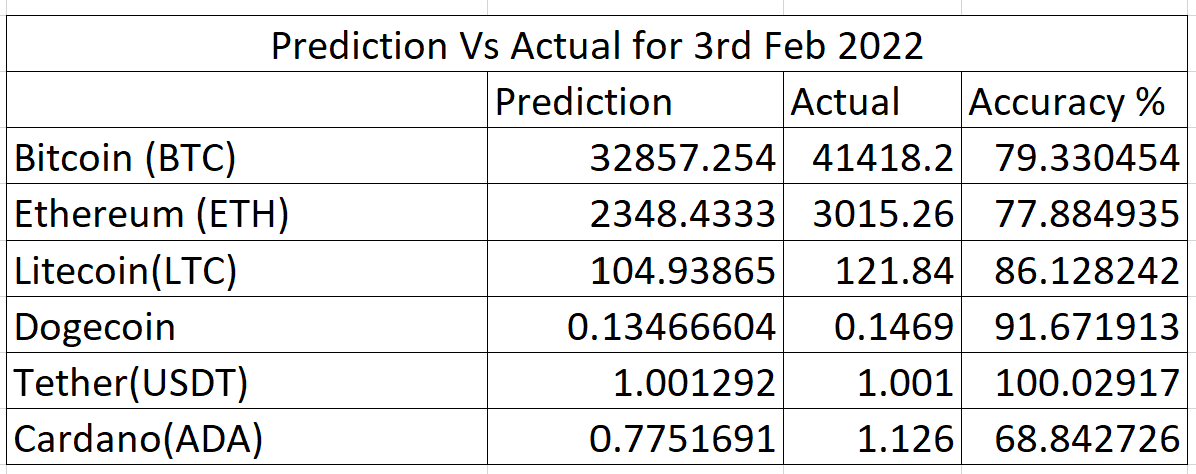 Prediction Vs Actual for 3rd Feb 2022
Prediction Actual Accuracy %
Bitcoin (BTC) 32857.254 41418.2 79.330454
Ethereum (ETH) 2348.4333 3015.26 77.884935
Litecoin(LTC) 104.93865 121.84 86.128242
Dogecoin 0.13466604 0.1469 91.671913
Tether(USDT) 1.001292 1.001 100.02917
Cardano(ADA) 0.7751691 1.126 68.842726